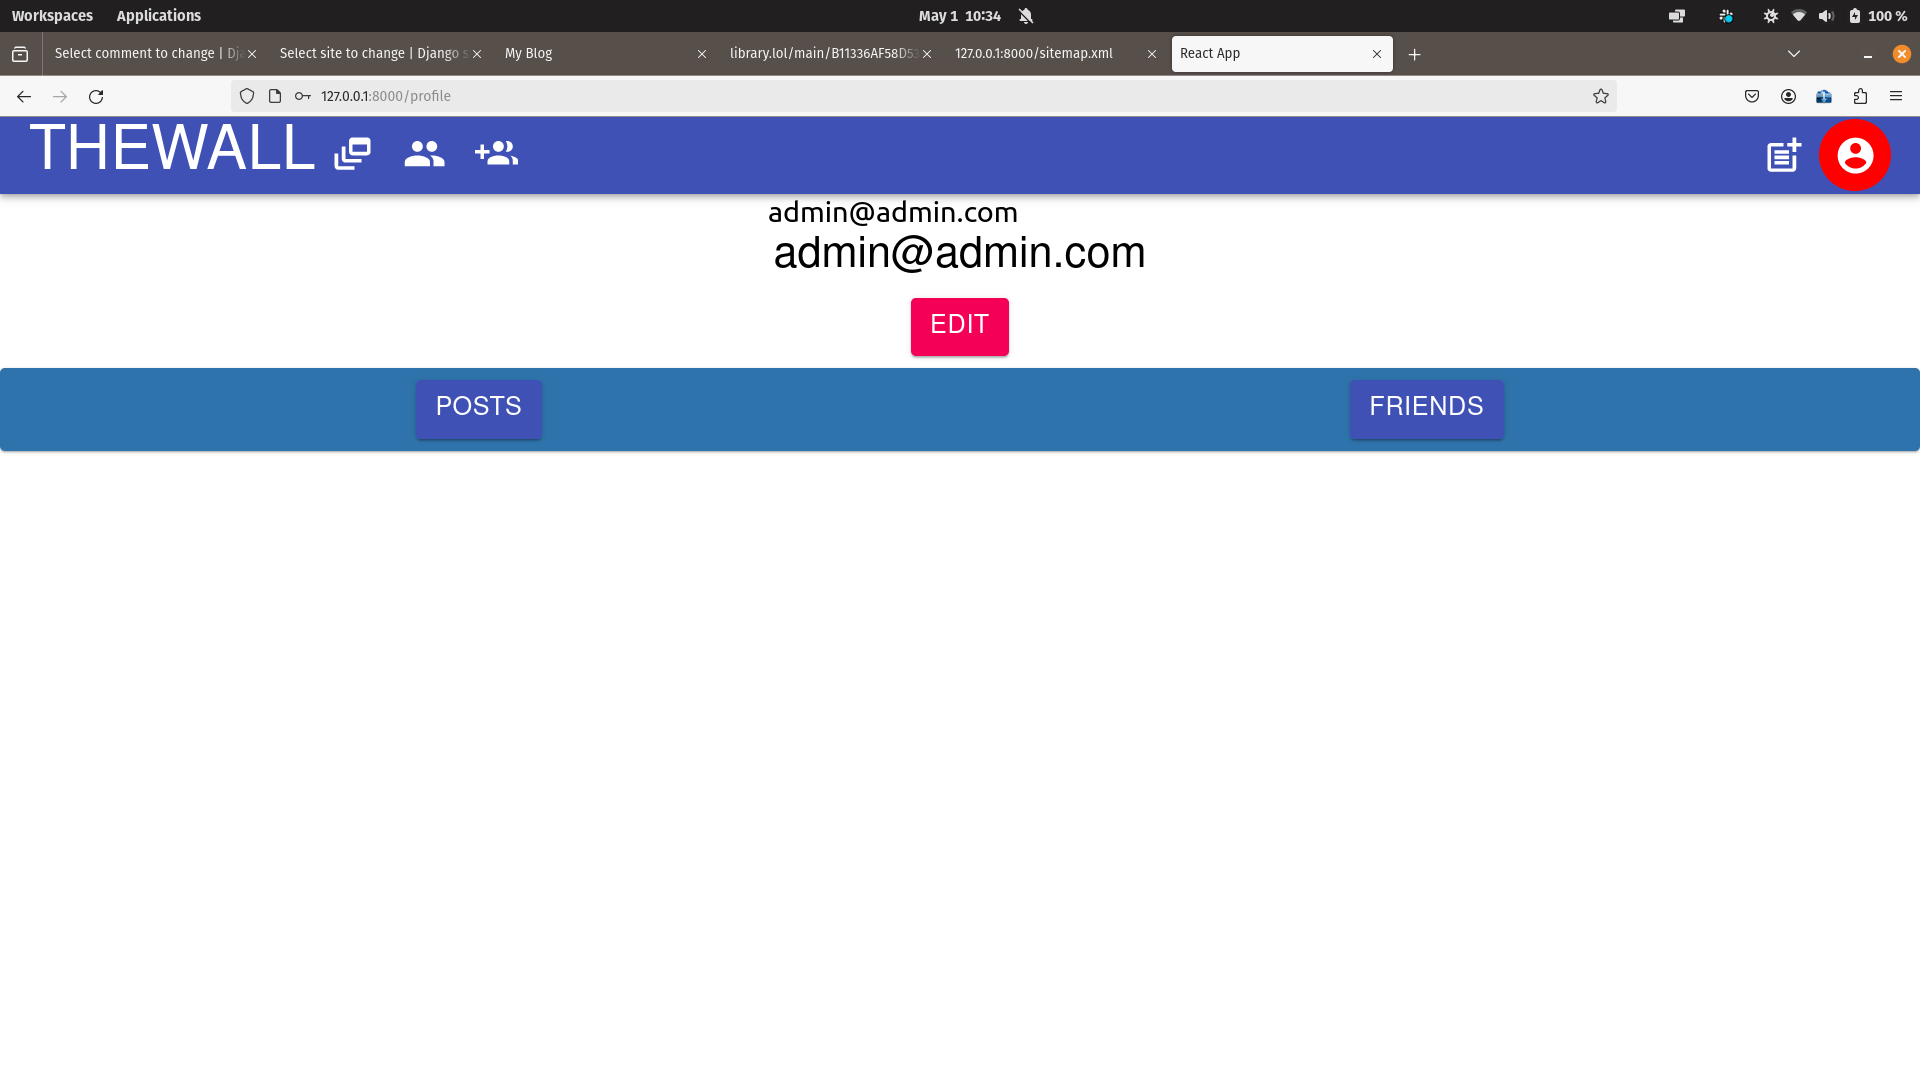 Workspaces Applications May 1 10:34 100 %
Select comment to change | Dj Select site to change | Django s My Blog library.lol/main/B11336AF58D53 127.0.0.1:8000/sitemap.xml React App
127.0.0.1:8000/profile
THEWALL
admin@admin.com
admin@admin.com
EDIT
POSTS FRIENDS